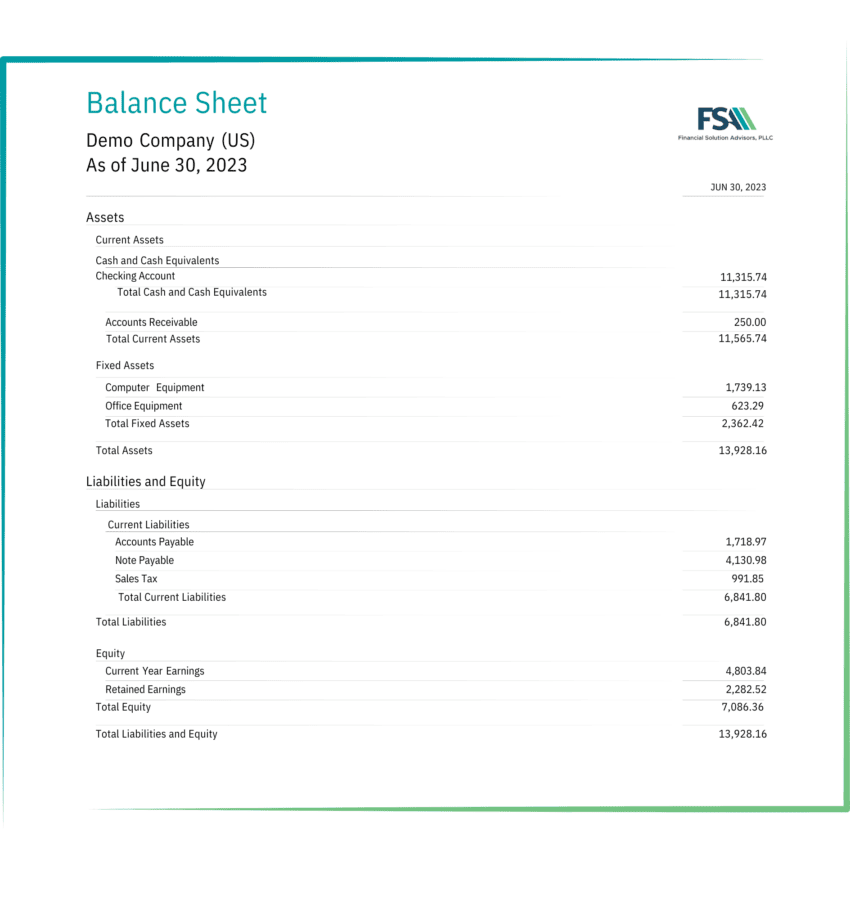 Balance Sheet
FSA
Financial Solution Advisors, PLLC
Demo Company (US)
As of June 30, 2023
JUN 30, 2023
Assets
Current Assets
Cash and Cash Equivalents
Checking Account 11,315.74
Total Cash and Cash Equivalents 11,315.74
Accounts Receivable 250.00
Total Current Assets 11,565.74
Fixed Assets
Computer Equipment 1,739.13
Office Equipment 623.29
Total Fixed Assets 2,362.42
Total Assets 13,928.16
Liabilities and Equity
Liabilities
Current Liabilities
Accounts Payable 1,718.97
Note Payable 4,130.98
Sales Tax 991.85
Total Current Liabilities 6,841.80
Total Liabilities 6,841.80
Equity
Current Year Earnings 4,803.84
Retained Earnings 2,282.52
Total Equity 7,086.36
Total Liabilities and Equity 13,928.16